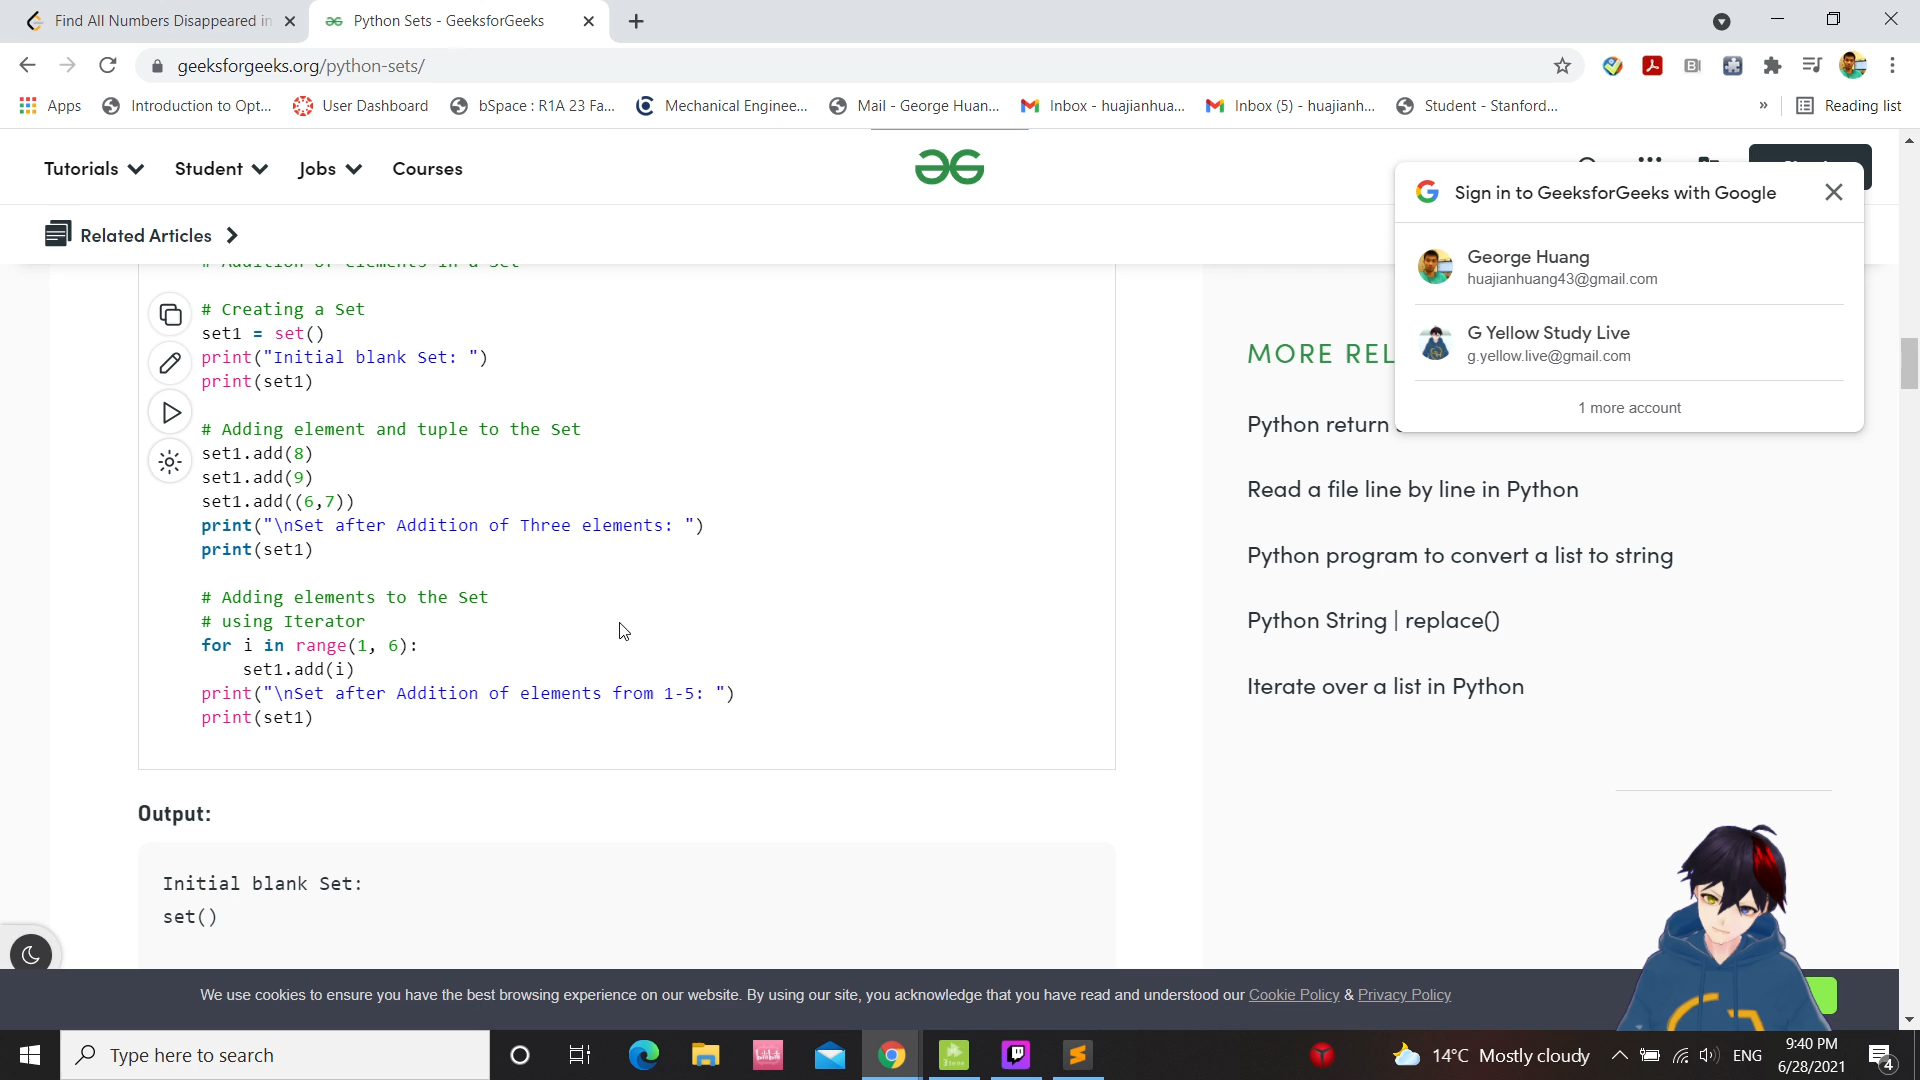 Find All Numbers Disappeared in
Python Sets - GeeksforGeeks
geeksforgeeks.org/python-sets/
Apps
Introduction to Opt...
User Dashboard
bSpace : R1A 23 Fa...
Mechanical Enginee...
Mail - George Huan...
Inbox - huajianhua...
Inbox (5) - huajianh...
Student - Stanford...
»
Reading list
Tutorials
Student
Jobs
Courses
Related Articles
Sign in to GeeksforGeeks with Google
George Huang
huajianhuang43@gmail.com
G Yellow Study Live
g.yellow.live@gmail.com
1 more account
# Addition of elements in a Set
# Creating a Set
set1 = set()
print("Initial blank Set: ")
print(set1)
# Adding element and tuple to the Set
set1.add(8)
set1.add(9)
set1.add((6,7))
print("\nSet after Addition of Three elements: ")
print(set1)
# Adding elements to the Set
# using Iterator
for i in range(1, 6):
set1.add(i)
print("\nSet after Addition of elements from 1-5: ")
print(set1)
Output:
Initial blank Set:
set()
MORE REL
Python return
Read a file line by line in Python
Python program to convert a list to string
Python String | replace()
Iterate over a list in Python
We use cookies to ensure you have the best browsing experience on our website. By using our site, you acknowledge that you have read and understood our Cookie Policy & Privacy Policy
Type here to search
14°C Mostly cloudy
ENG
9:40 PM
6/28/2021
4